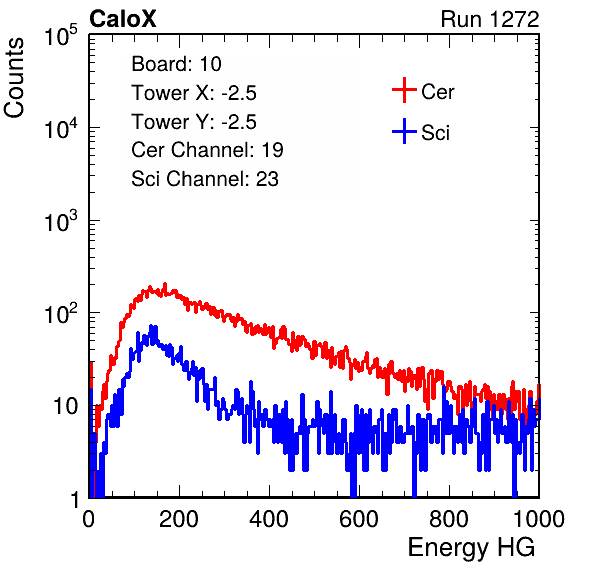 CaloX Run 1272
Counts
Board: 10
Tower X: -2.5
Tower Y: -2.5
Cer Channel: 19
Sci Channel: 23
Cer
Sci
10^5
10^4
10^3
10^2
10
1
0 200 400 600 800 1000
Energy HG